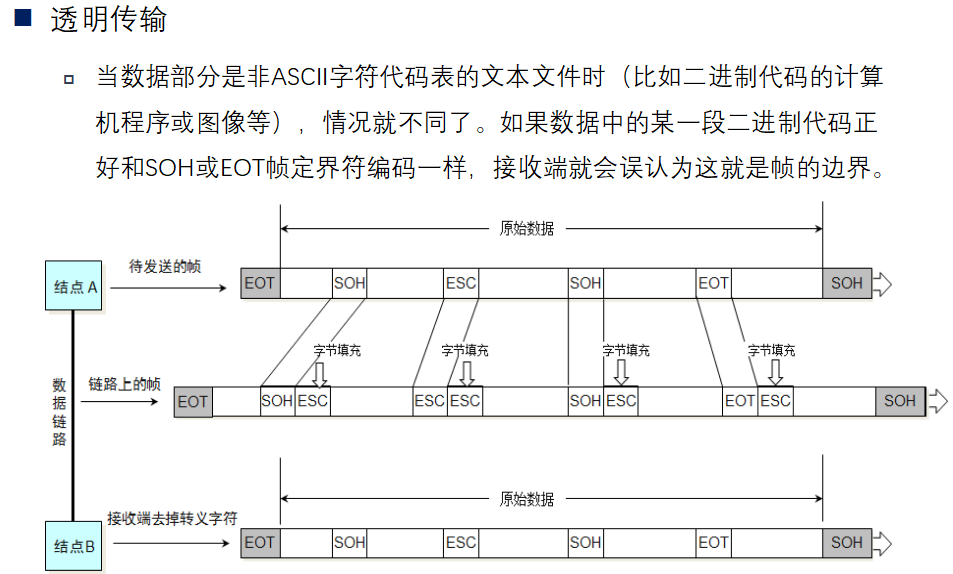 透明传输
当数据部分是非ASCII字符代码表的文本文件时（比如二进制代码的计算
机程序或图像等），情况就不同了。如果数据中的某一段二进制代码正
好和SOH或EOT帧定界符编码一样，接收端就会误认为这就是帧的边界。
原始数据
结点A
待发送的帧
EOT SOH ESC SOH EOT SOH
字节填充 字节填充 字节填充 字节填充
数据链路
链路上的帧
EOT SOH ESC ESC ESC SOH ESC EOT ESC SOH
原始数据
结点B
接收端去掉转义字符
EOT SOH ESC SOH EOT SOH